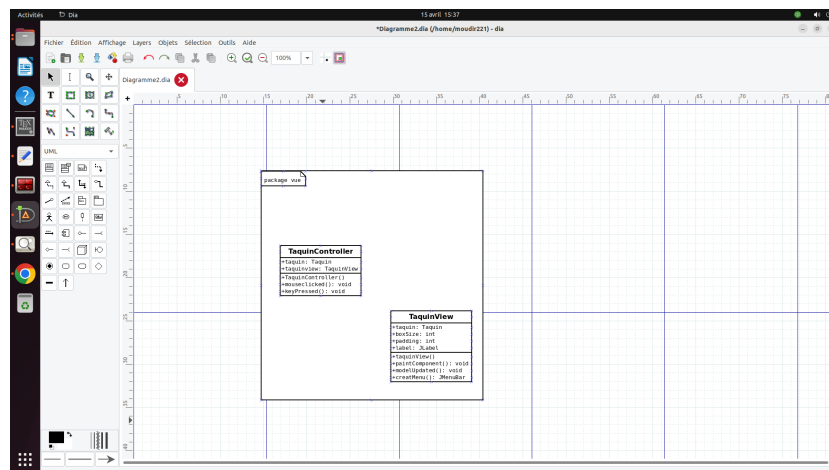 Activités Dia 15 avril 15:37
*Diagramme2.dia (/home/moudir221) - dia
Fichier Édition Affichage Layers Objets Sélection Outils Aide
100%
Diagramme2.dia
UML
package vue
TaquinController
+taquin: Taquin
+taquinview: TaquinView
+TaquinController()
+mouseclicked(): void
+keyPressed(): void
TaquinView
+taquin: Taquin
+boxSize: int
+padding: int
+label: JLabel
+taquinView()
+paintComponent(): void
+modelUpdated(): void
+creatMenu(): JMenuBar